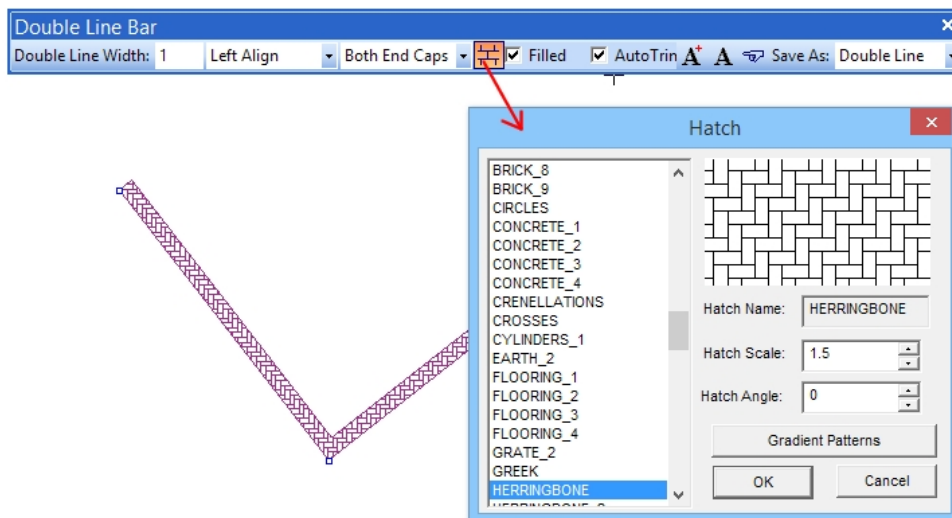 Double Line Bar
Double Line Width: 1 Left Align Both End Caps Filled AutoTrin A A Save As: Double Line
Hatch
BRICK_8
BRICK_9
CIRCLES
CONCRETE_1
CONCRETE_2
CONCRETE_3
CONCRETE_4
CRENELLATIONS
CROSSES
CYLINDERS_1
EARTH_2
FLOORING_1
FLOORING_2
FLOORING_3
FLOORING_4
GRATE_2
GREEK
HERRINGBONE
Hatch Name: HERRINGBONE
Hatch Scale: 1.5
Hatch Angle: 0
Gradient Patterns
OK Cancel